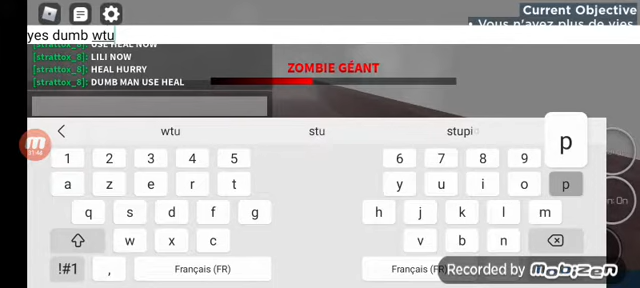 Current Objective
• Vous n'avez plus de vies.
yes dumb wtu
[strattox_8]: USE HEAL NOW
[strattox_8]: LILI NOW
[strattox_8]: HEAL HURRY
[strattox_8]: DUMB MAN USE HEAL
ZOMBIE GÉANT
wtu stu stupi
p
1 2 3 4 5 6 7 8 9
a z e r t y u i o p
q s d f g h j k l m
w x c v b n
!#1 , Français (FR) Français (FR)
Recorded by Mobizen